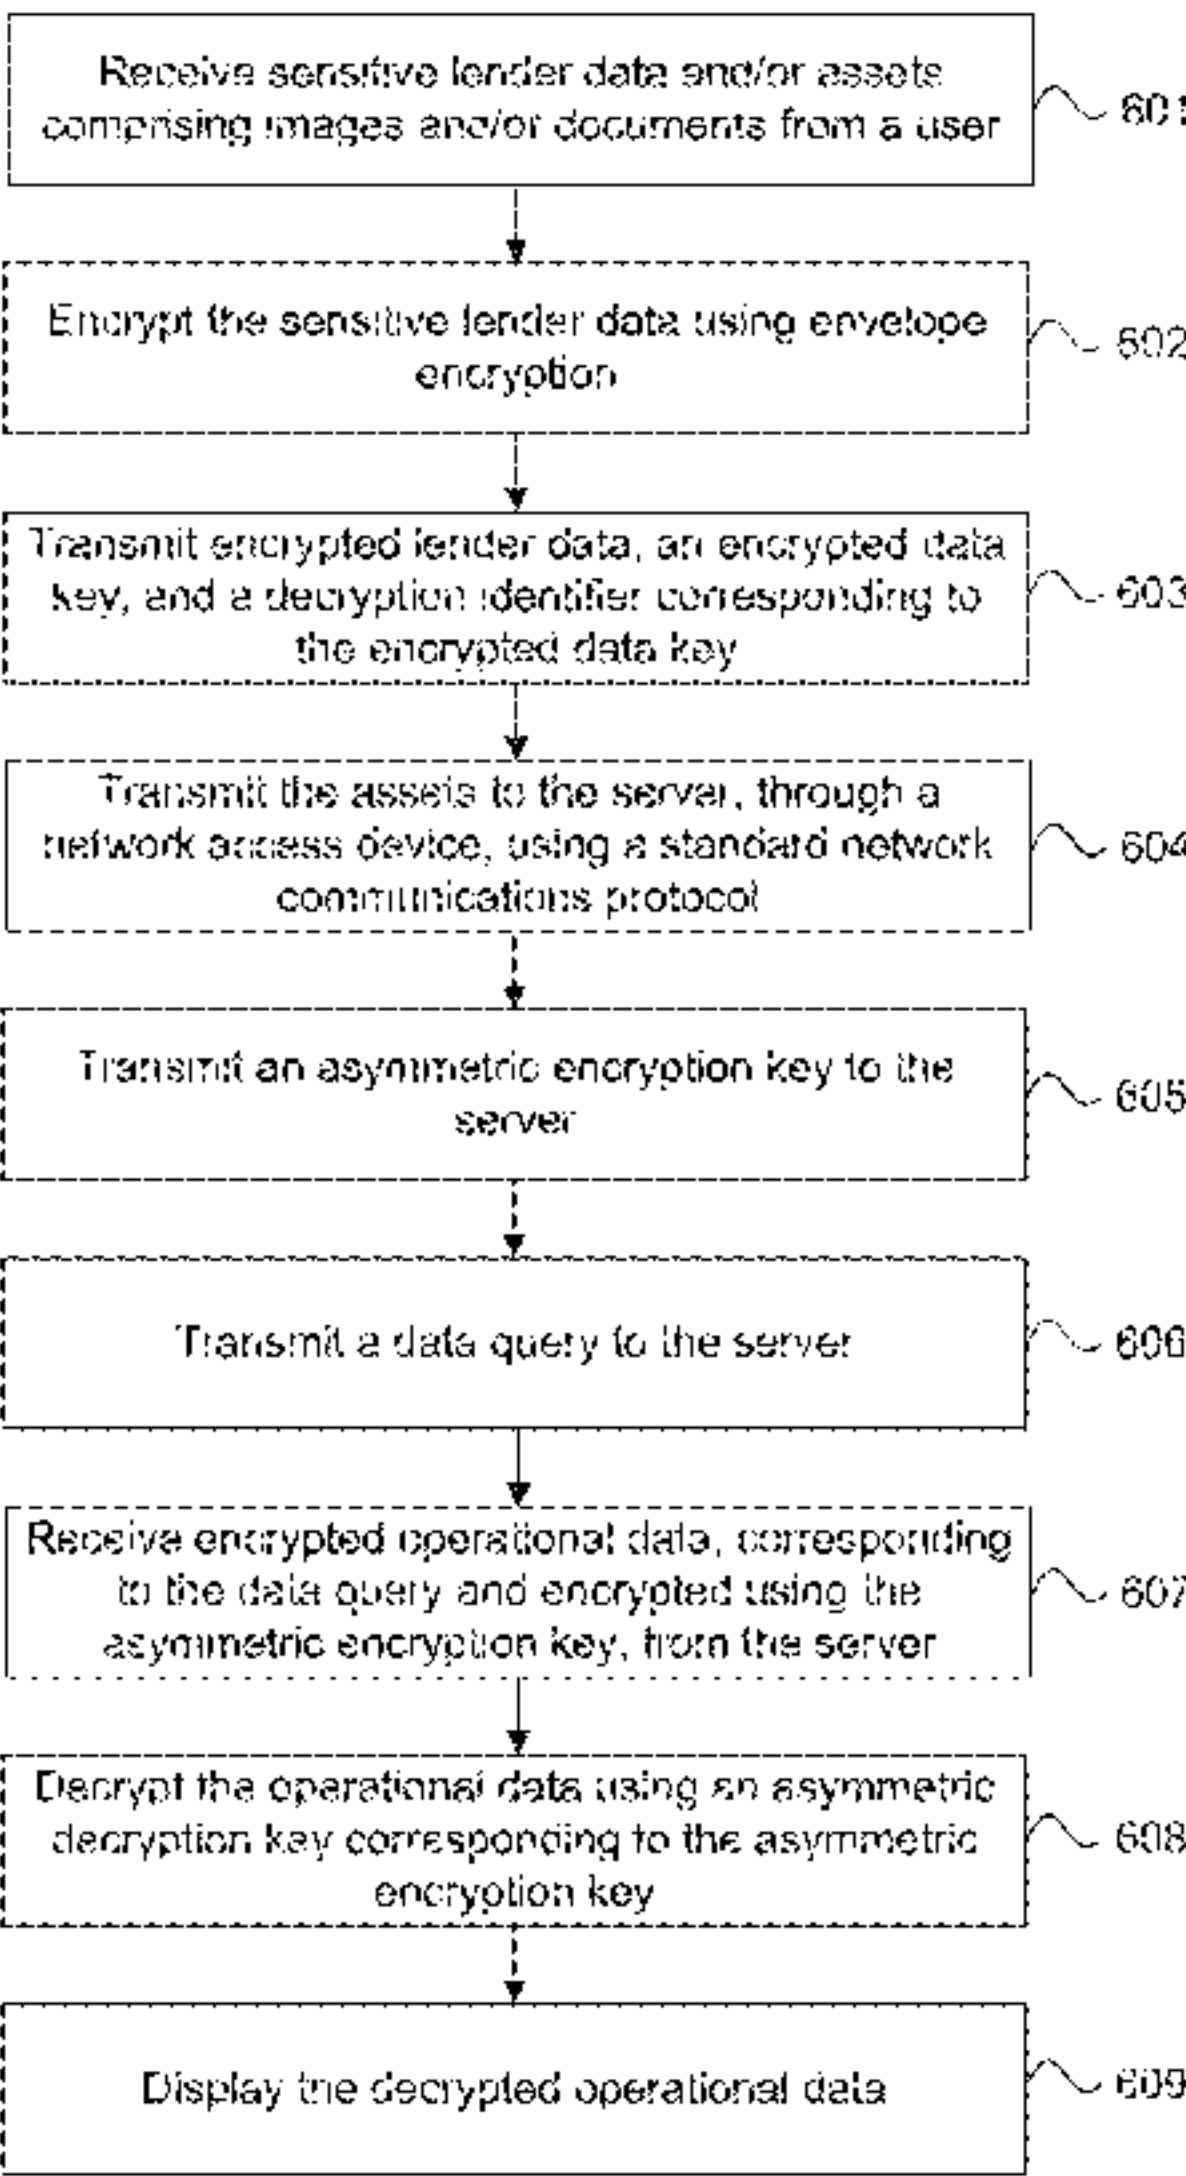 Receive sensitive lender data and/or assets
comprising images and/or documents from a user
601
Encrypt the sensitive lender data using envelope
encryption
602
Transmit encrypted lender data, an encrypted data
key, and a decryption identifier corresponding to
the encrypted data key
603
Transmit the assets to the server, through a
network access device, using a standard network
communications protocol
604
Transmit an asymmetric encryption key to the
server
605
Transmit a data query to the server
606
Receive encrypted operational data, corresponding
to the data query and encrypted using the
asymmetric encryption key, from the server
607
Decrypt the operational data using an asymmetric
decryption key corresponding to the asymmetric
encryption key
608
Display the decrypted operational data
609